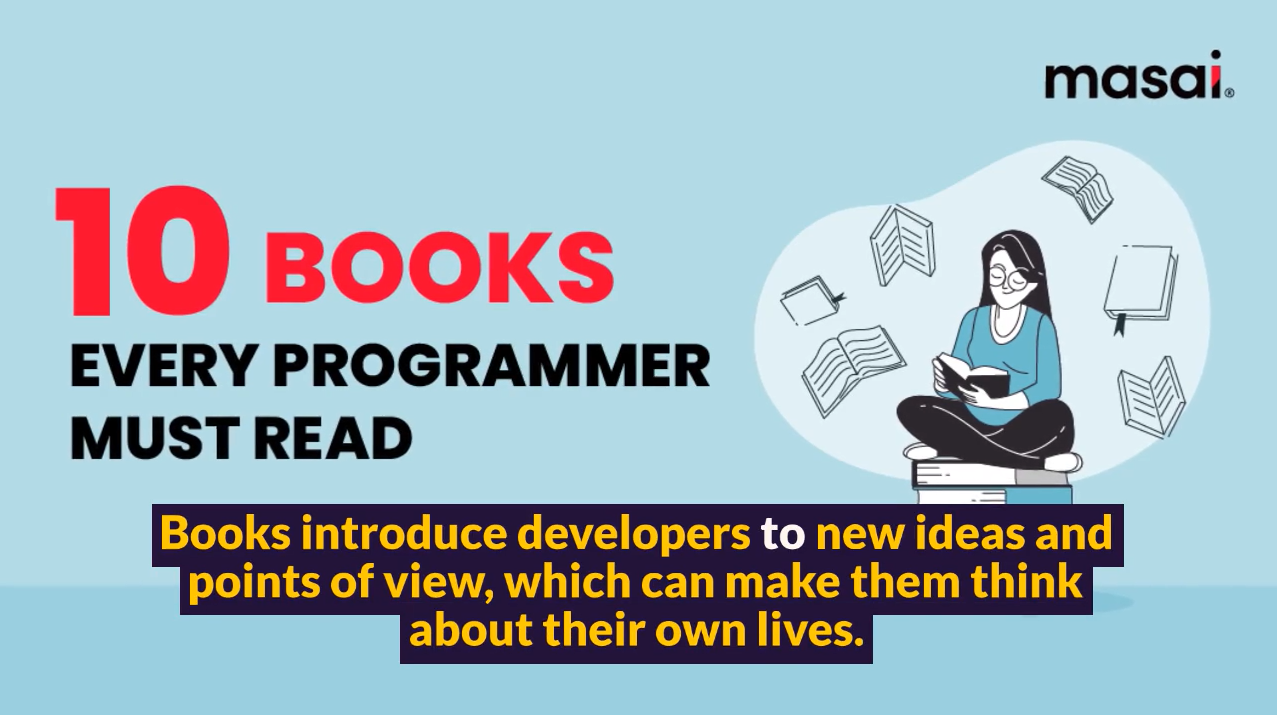 masai®
10 BOOKS
EVERY PROGRAMMER
MUST READ
Books introduce developers to new ideas and
points of view, which can make them think
about their own lives.